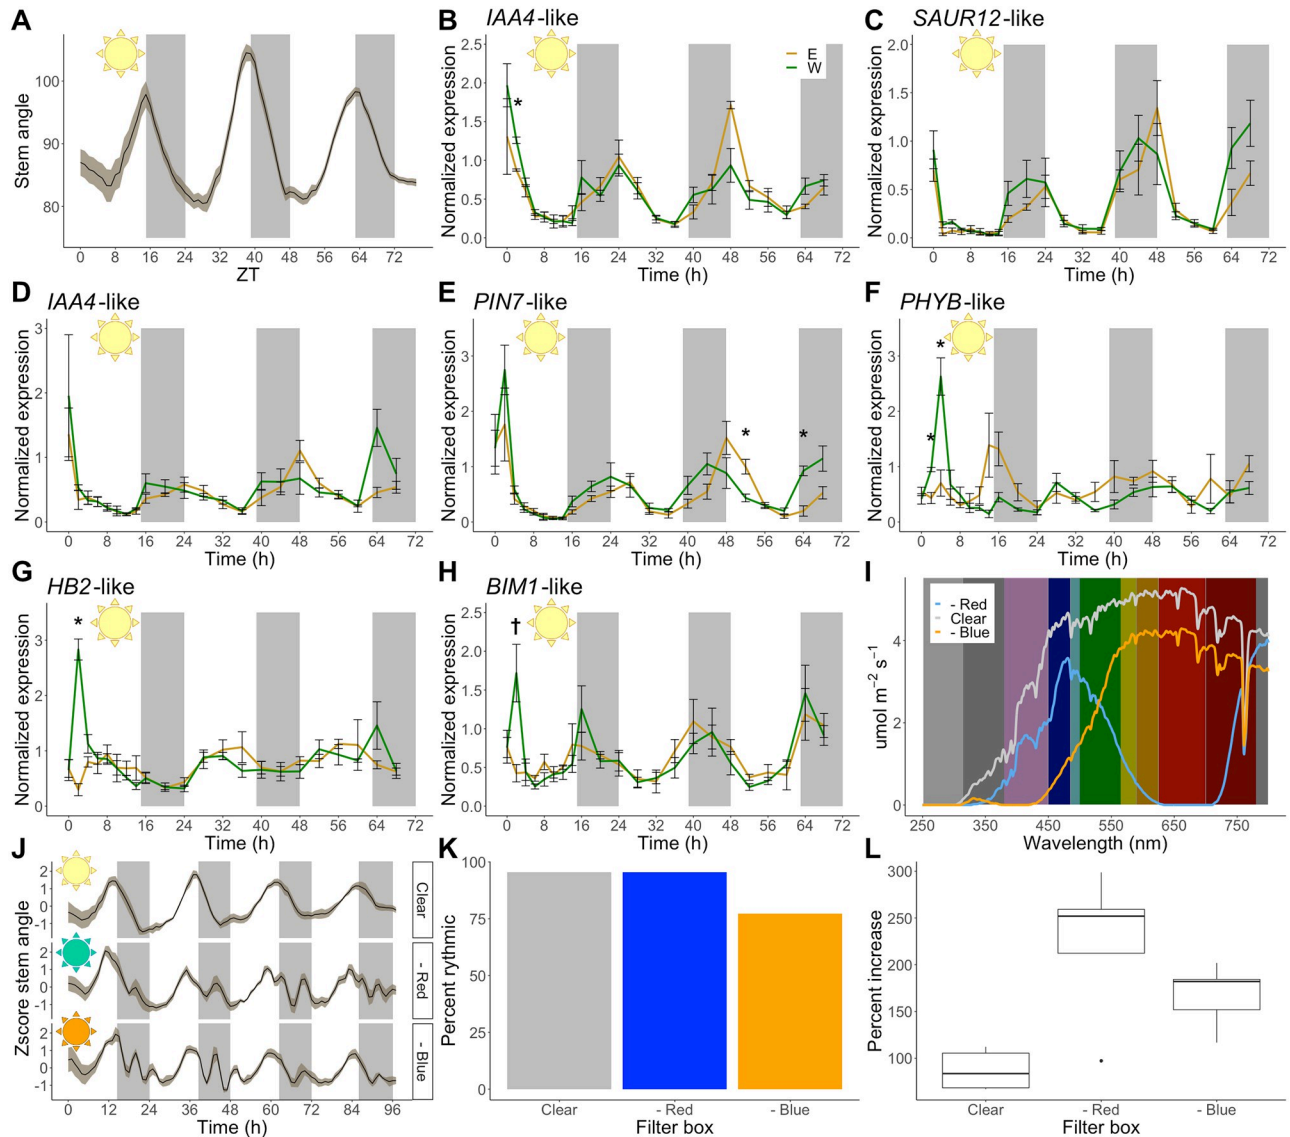 A
Stem angle
100
90
80
0 8 16 24 32 40 48 56 64 72
ZT
B IAA4-like
Normalized expression
2.5
2.0
1.5
1.0
0.5
0.0
E
W
*
0 8 16 24 32 40 48 56 64 72
Time (h)
C SAUR12-like
Normalized expression
2.0
1.5
1.0
0.5
0.0
0 8 16 24 32 40 48 56 64 72
Time (h)
D IAA4-like
Normalized expression
3
2
1
0
0 8 16 24 32 40 48 56 64 72
Time (h)
E PIN7-like
Normalized expression
3
2
1
0
* *
0 8 16 24 32 40 48 56 64 72
Time (h)
F PHYB-like
Normalized expression
3
2
1
0
* *
0 8 16 24 32 40 48 56 64 72
Time (h)
G HB2-like
Normalized expression
3
2
1
0
*
0 8 16 24 32 40 48 56 64 72
Time (h)
H BIM1-like
Normalized expression
2.5
2.0
1.5
1.0
0.5
0.0
†
0 8 16 24 32 40 48 56 64 72
Time (h)
I
umol m⁻² s⁻¹
4
2
0
- Red
Clear
- Blue
250 350 450 550 650 750
Wavelength (nm)
J
Zscore stem angle
2
1
0
-1
Clear
2
1
0
-1
- Red
2
1
0
-1
- Blue
0 12 24 36 48 60 72 84 96
Time (h)
K
Percent rythmic
100
75
50
25
0
Clear - Red - Blue
Filter box
L
Percent increase
300
250
200
150
100
Clear - Red - Blue
Filter box